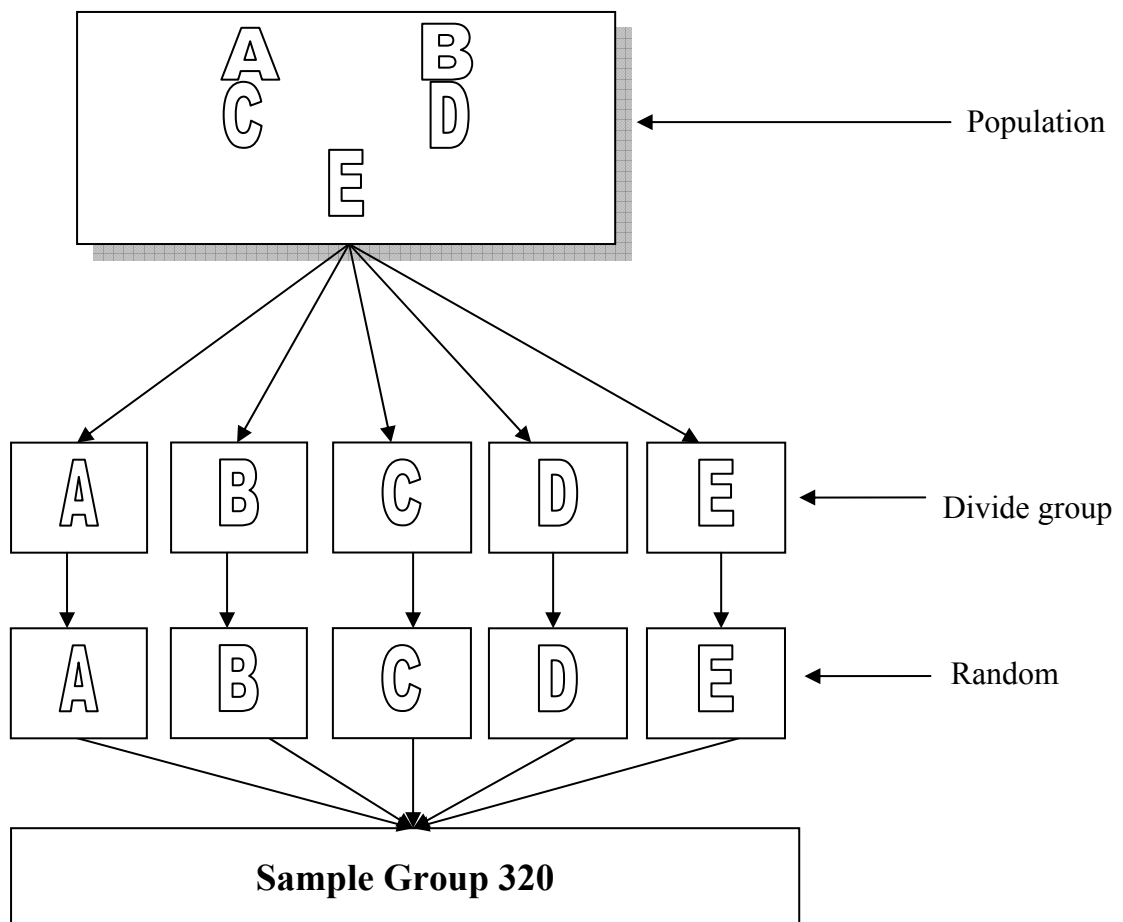 A B
C D
Population
E
A B C D E
Divide group
A B C D E
Random
Sample Group 320